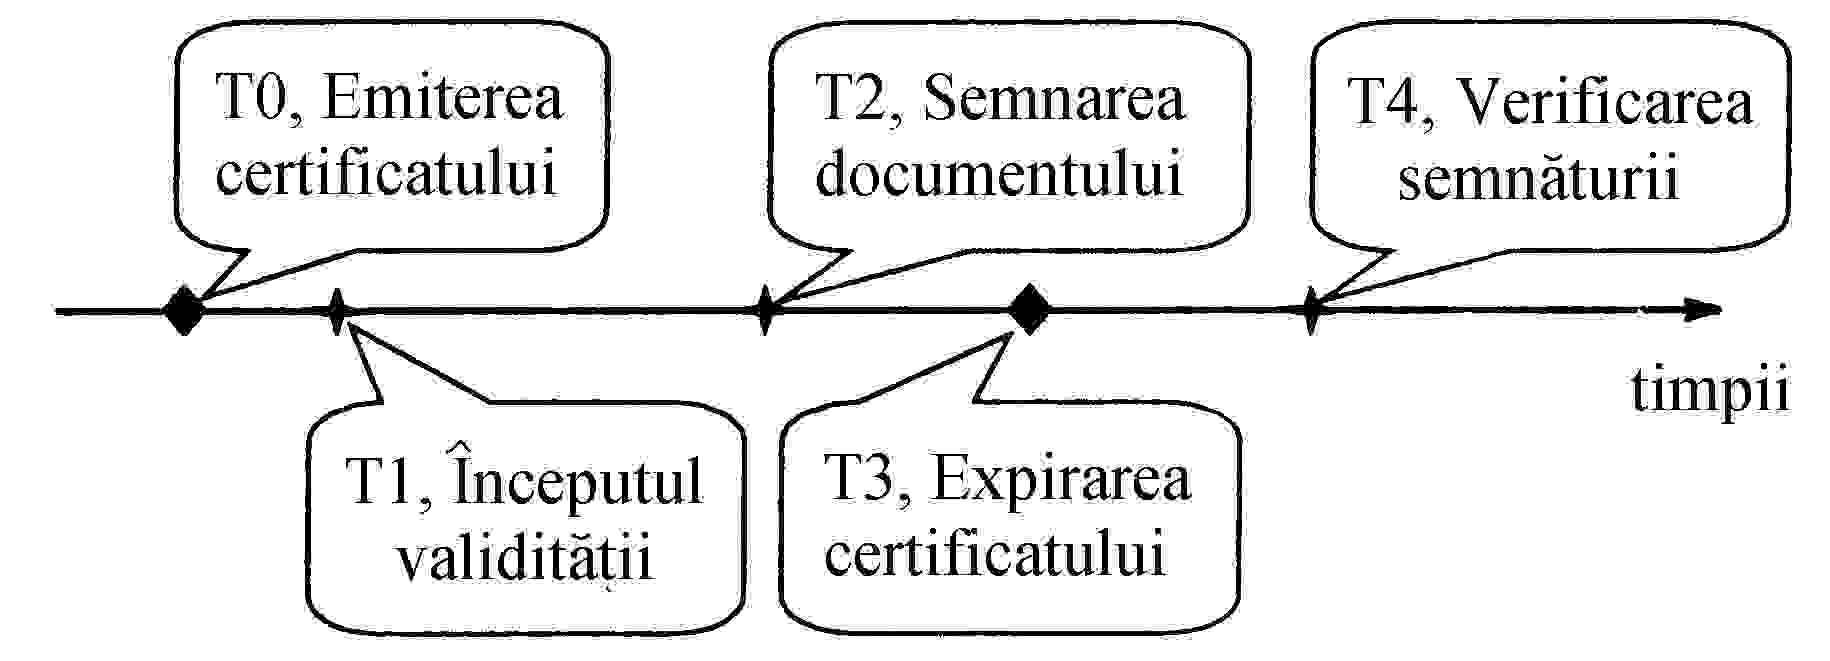 T0, Emiterea
certificatului
T2, Semnarea
documentului
T4, Verificarea
semnăturii
timpii
T1, Începutul
validității
T3, Expirarea
certificatului